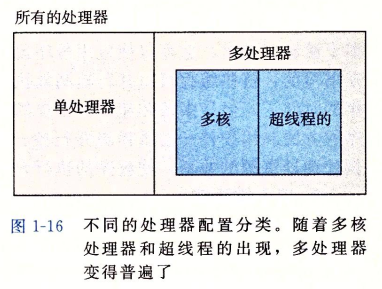 所有的处理器
多处理器
单处理器
多核
超线程的
图 1-16 不同的处理器配置分类。随着多核
处理器和超线程的出现，多处理器
变得普遍了